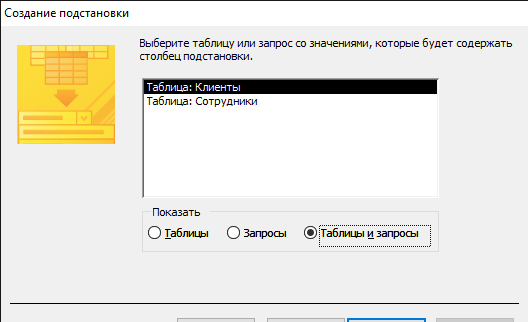 Создание подстановки
Выберите таблицу или запрос со значениями, которые будет содержать
столбец подстановки.
Таблица: Клиенты
Таблица: Сотрудники
Показать
Таблицы
Запросы
Таблицы и запросы